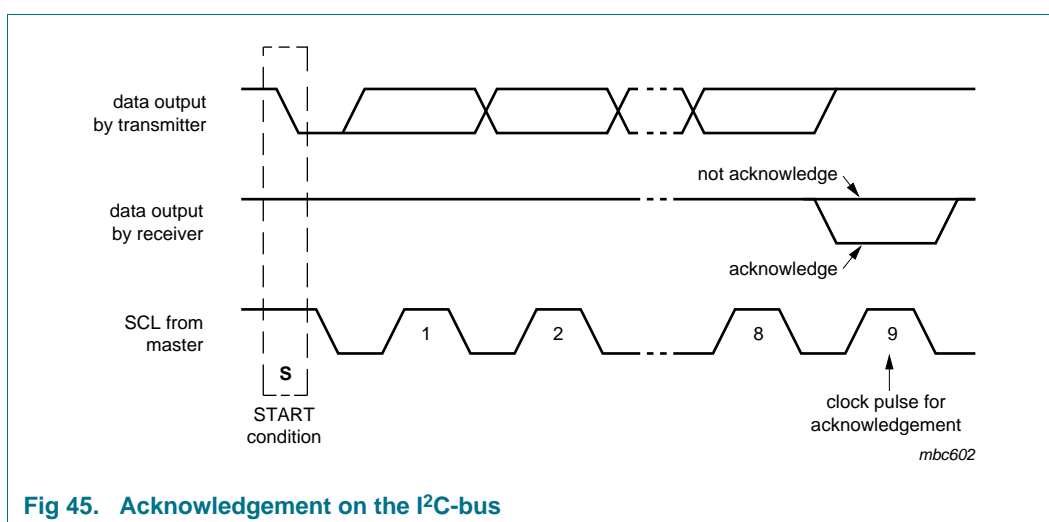 data output
by transmitter
not acknowledge
data output
by receiver
acknowledge
SCL from
master
1
2
8
9
S
START
condition
clock pulse for
acknowledgement
mbc602
Fig 45. Acknowledgement on the I²C-bus